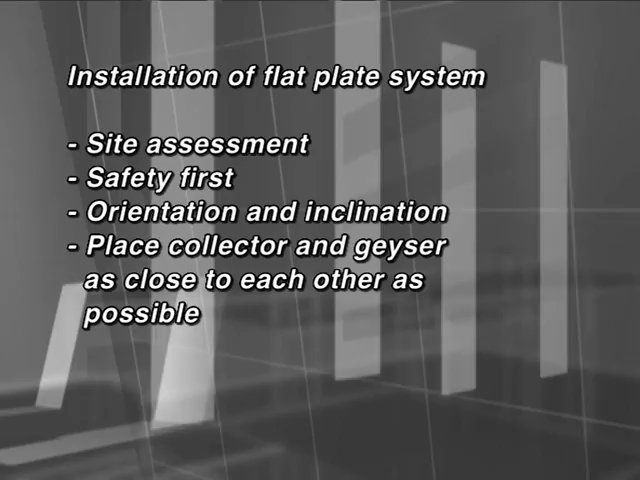 Installation of flat plate system
- Site assessment
- Safety first
- Orientation and inclination
- Place collector and geyser
as close to each other as
possible